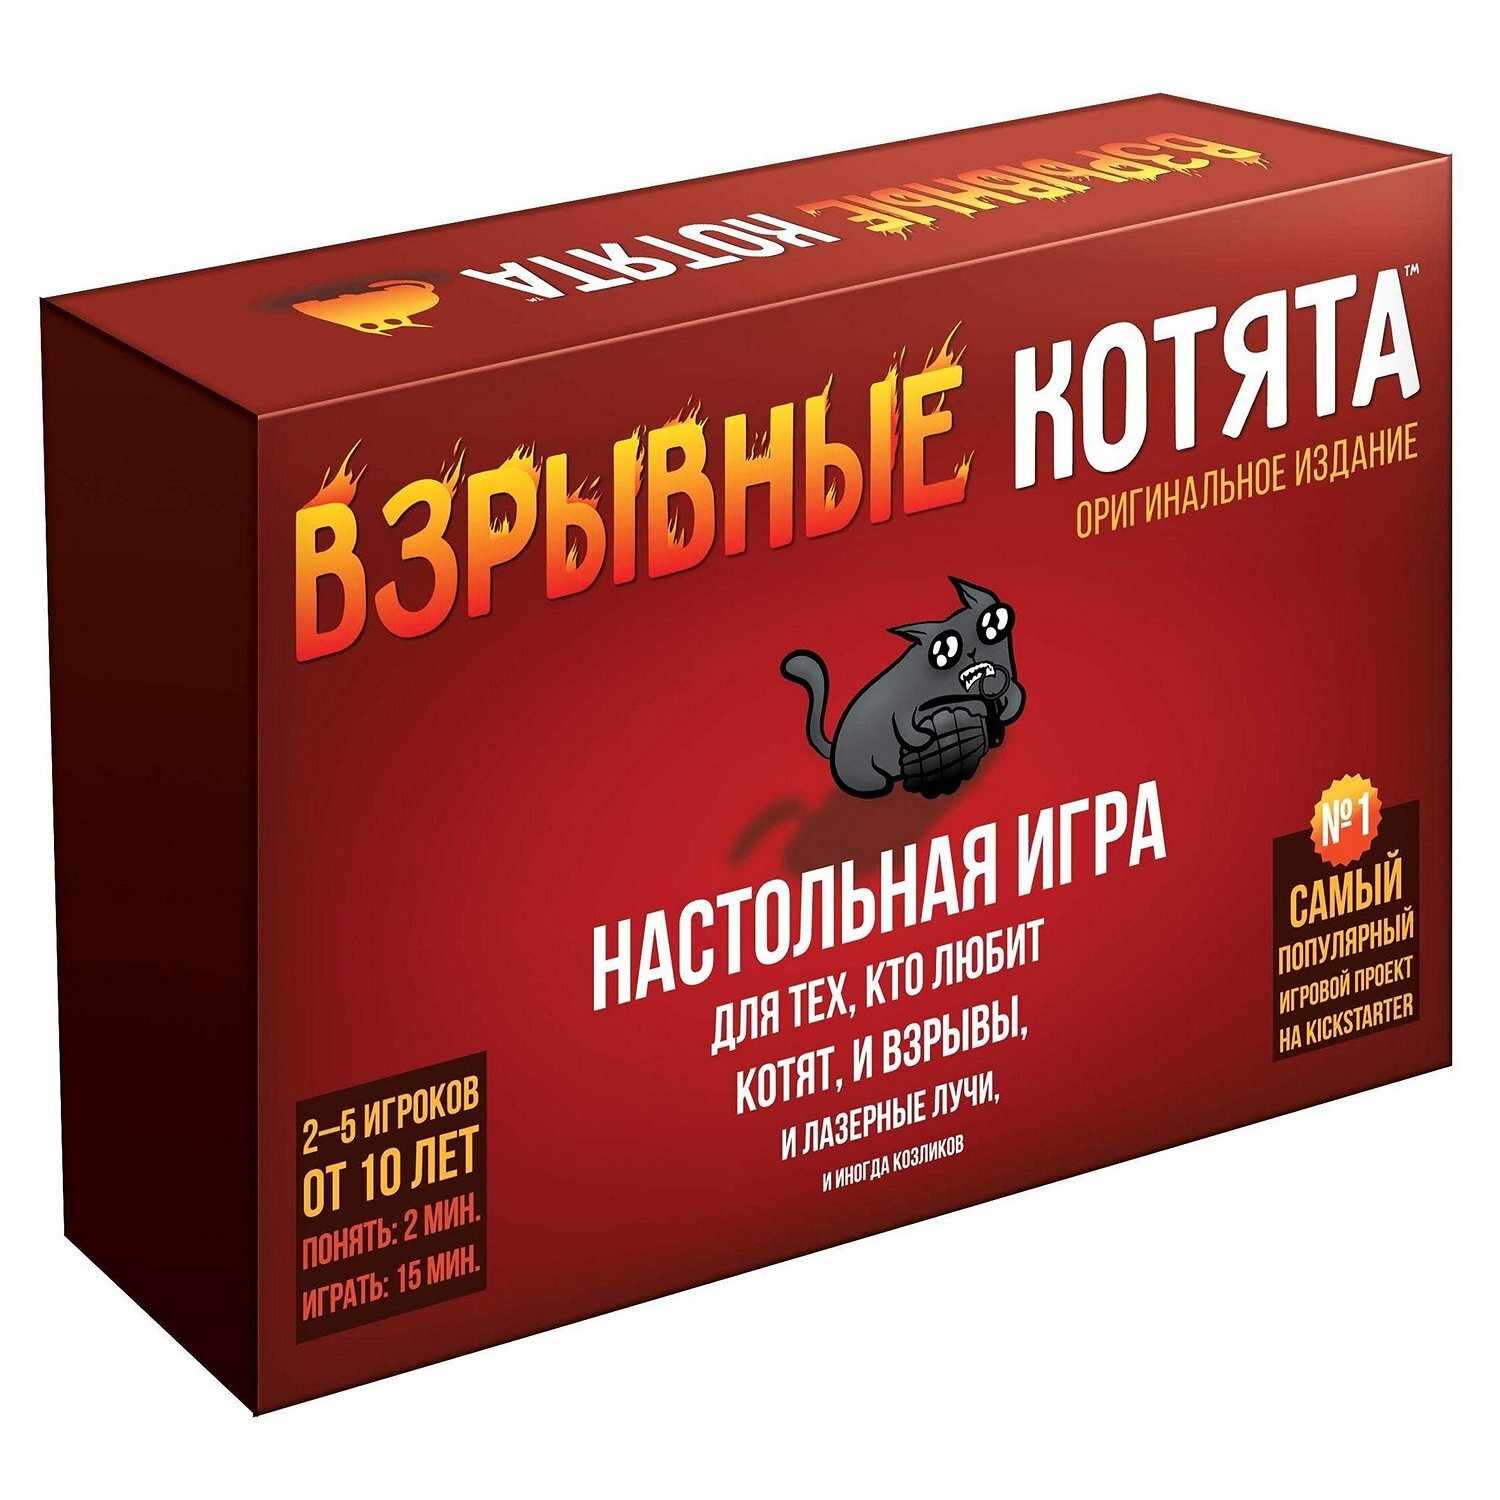 ВЗРЫВНЫЕ КОТЯТА™
ВЗРЫВНЫЕ КОТЯТА™
ОРИГИНАЛЬНОЕ ИЗДАНИЕ
НАСТОЛЬНАЯ ИГРА
ДЛЯ ТЕХ, КТО ЛЮБИТ
КОТЯТ, И ВЗРЫВЫ,
И ЛАЗЕРНЫЕ ЛУЧИ,
И ИНОГДА КОЗЛИКОВ
№1
САМЫЙ
ПОПУЛЯРНЫЙ
ИГРОВОЙ ПРОЕКТ
НА KICKSTARTER
2–5 ИГРОКОВ
ОТ 10 ЛЕТ
ПОНЯТЬ: 2 МИН.
ИГРАТЬ: 15 МИН.